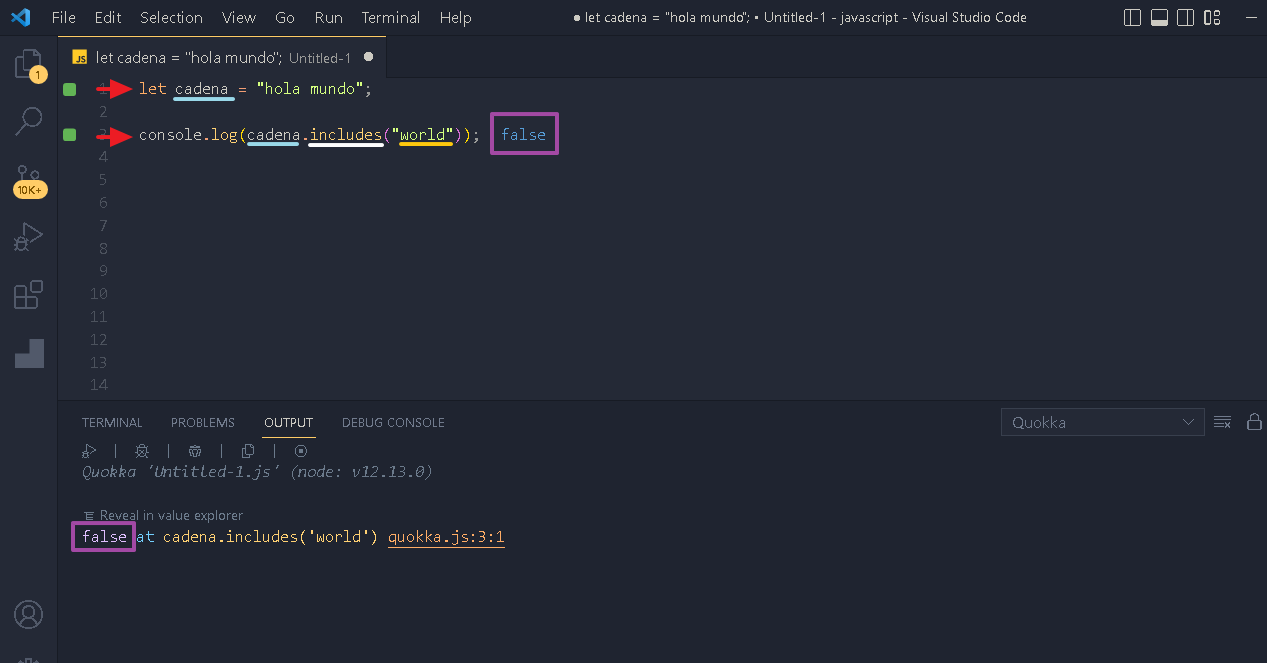 File Edit Selection View Go Run Terminal Help
● let cadena = "hola mundo"; • Untitled-1 - javascript - Visual Studio Code
JS let cadena = "hola mundo"; Untitled-1 ●
1 let cadena = "hola mundo";
2
3 console.log(cadena.includes("world")); false
4
5
6
7
8
9
10
11
12
13
14
1
10K+
TERMINAL PROBLEMS OUTPUT DEBUG CONSOLE
Quokka
Quokka 'Untitled-1.js' (node: v12.13.0)
Reveal in value explorer
false at cadena.includes('world') quokka.js:3:1